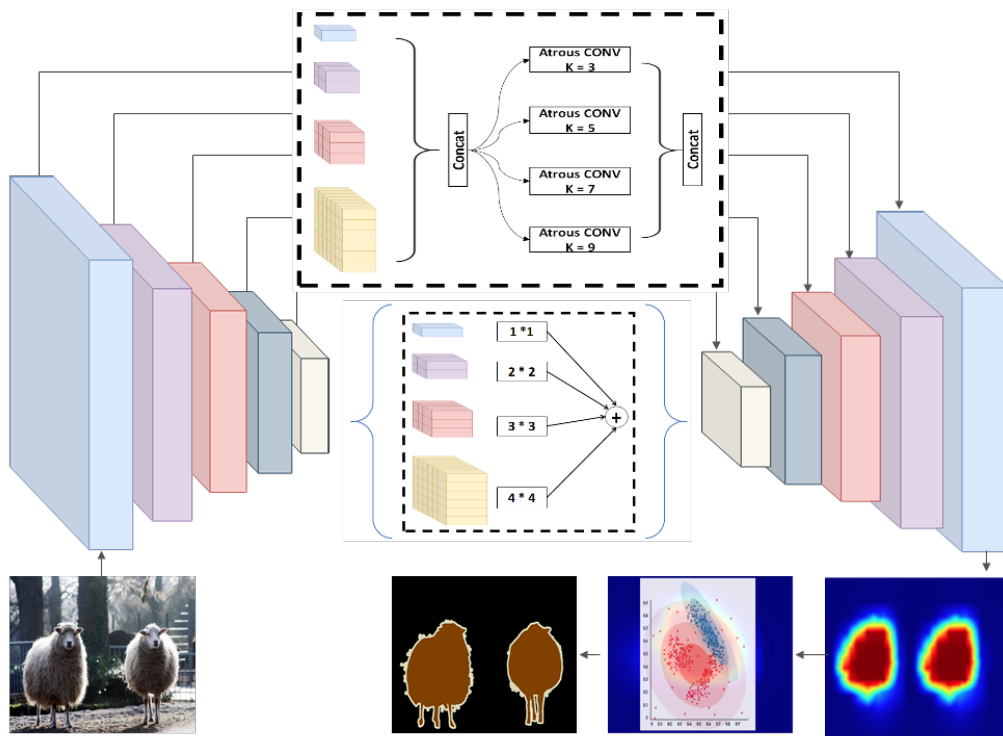 Atrous CONV
K = 3
Atrous CONV
K = 5
Concat
Concat
Atrous CONV
K = 7
Atrous CONV
K = 9
1 *1
2 * 2
+
3 * 3
4 * 4